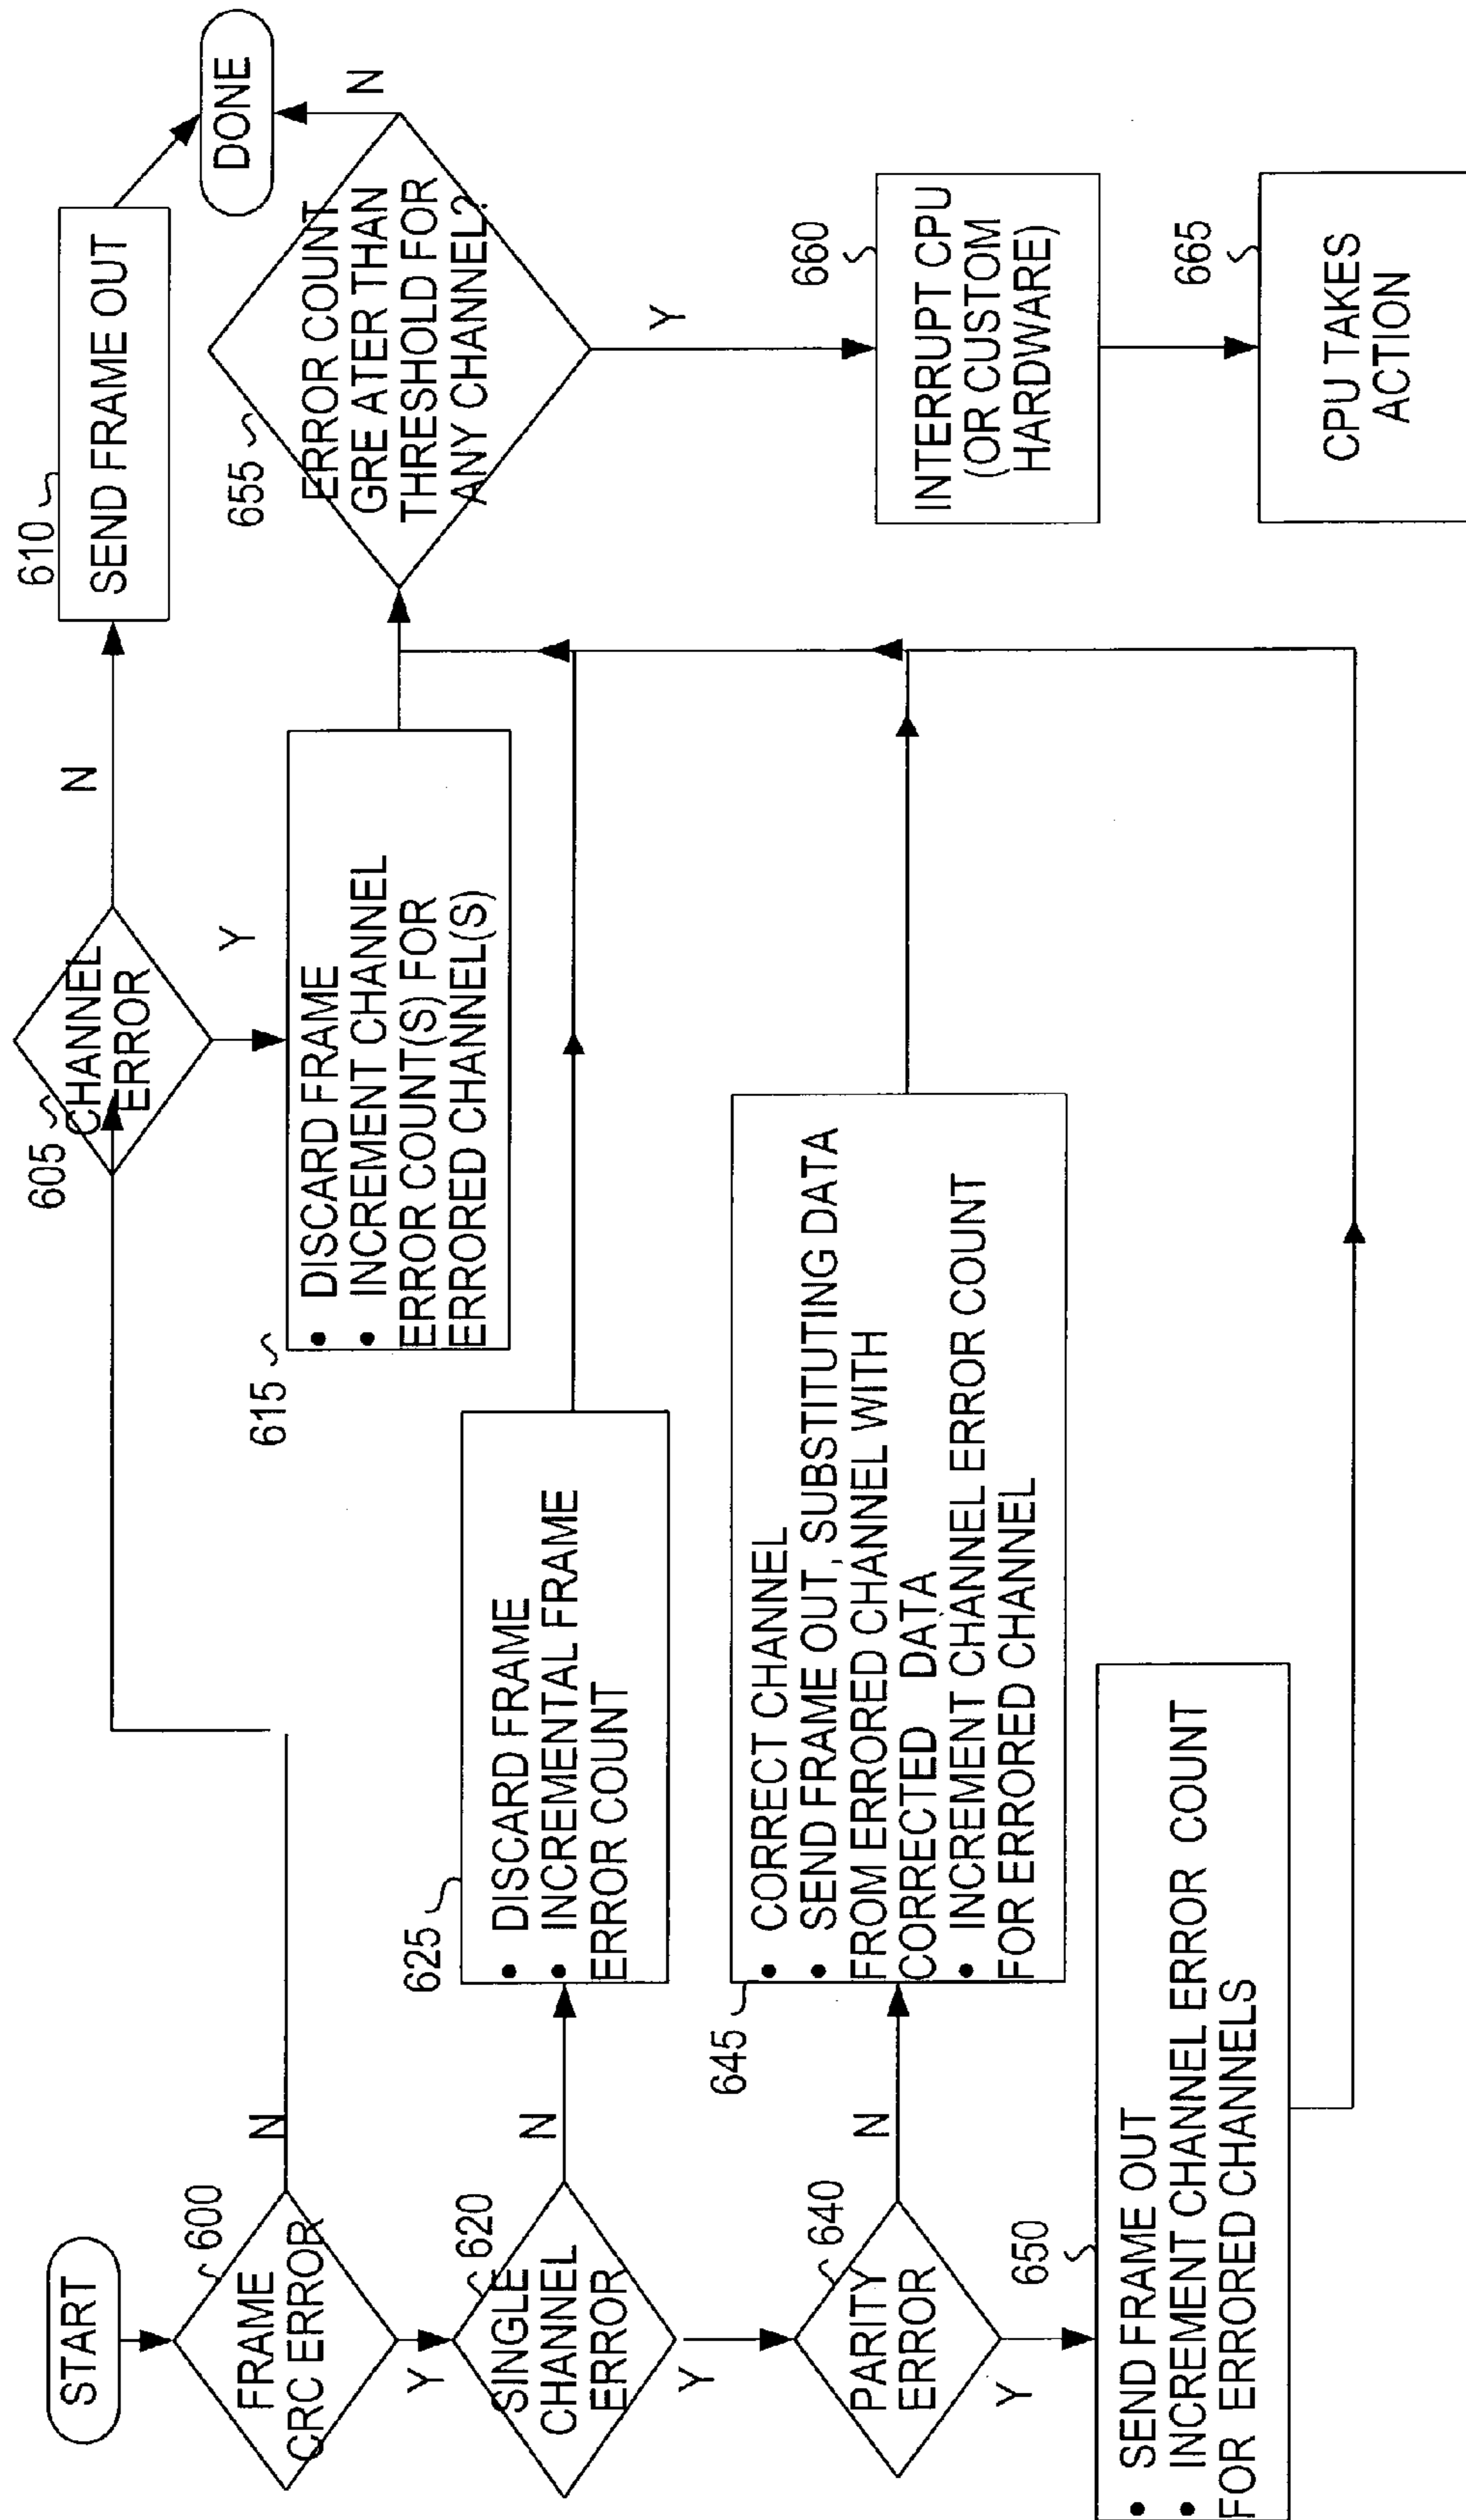 START
600
FRAME
CRC ERROR
N
Y
605
CHANNEL
ERROR
N
Y
610
SEND FRAME OUT
DONE
615
• DISCARD FRAME
• INCREMENT CHANNEL
ERROR COUNT(S) FOR
ERRORED CHANNEL(S)
620
SINGLE
CHANNEL
ERROR
N
Y
625
• DISCARD FRAME
• INCREMENTAL FRAME
ERROR COUNT
640
PARITY
ERROR
N
Y
645
• CORRECT CHANNEL
• SEND FRAME OUT, SUBSTITUTING DATA
FROM ERRORED CHANNEL WITH
CORRECTED DATA
• INCREMENT CHANNEL ERROR COUNT
FOR ERRORED CHANNEL
650
• SEND FRAME OUT
• INCREMENT CHANNEL ERROR COUNT
FOR ERRORED CHANNELS
655
ERROR COUNT
GRE ATER THAN
THRESHOLD FOR
ANY CHANNEL?
N
Y
660
INTERRUPT CPU
(OR CUSTOM
HARDWARE)
665
CPU TAKES
ACTION